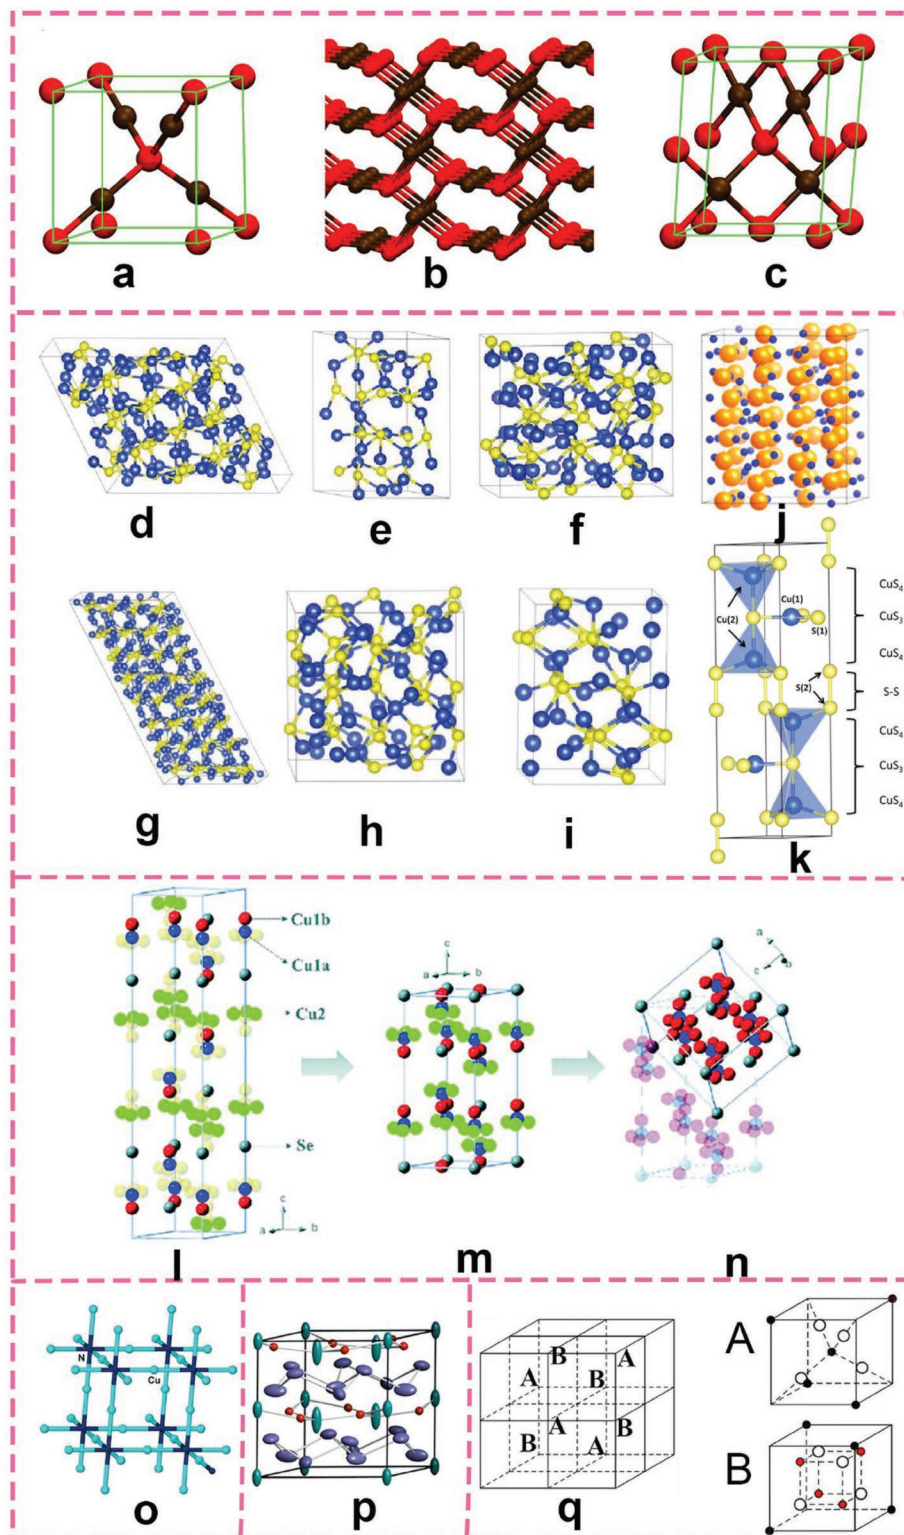 a
b
c
d
e
f
j
Cu(2)
Cu(1)
S(1)
S(2)
CuS₄
CuS₃
CuS₄
S-S
CuS₄
CuS₃
CuS₄
g
h
i
k
Cu1b
Cu1a
Cu2
Se
c
a
b
c
a
b
a
c
b
l
m
n
N
Cu
B
A
A
B
A
B
B
A
A
B
o
p
q